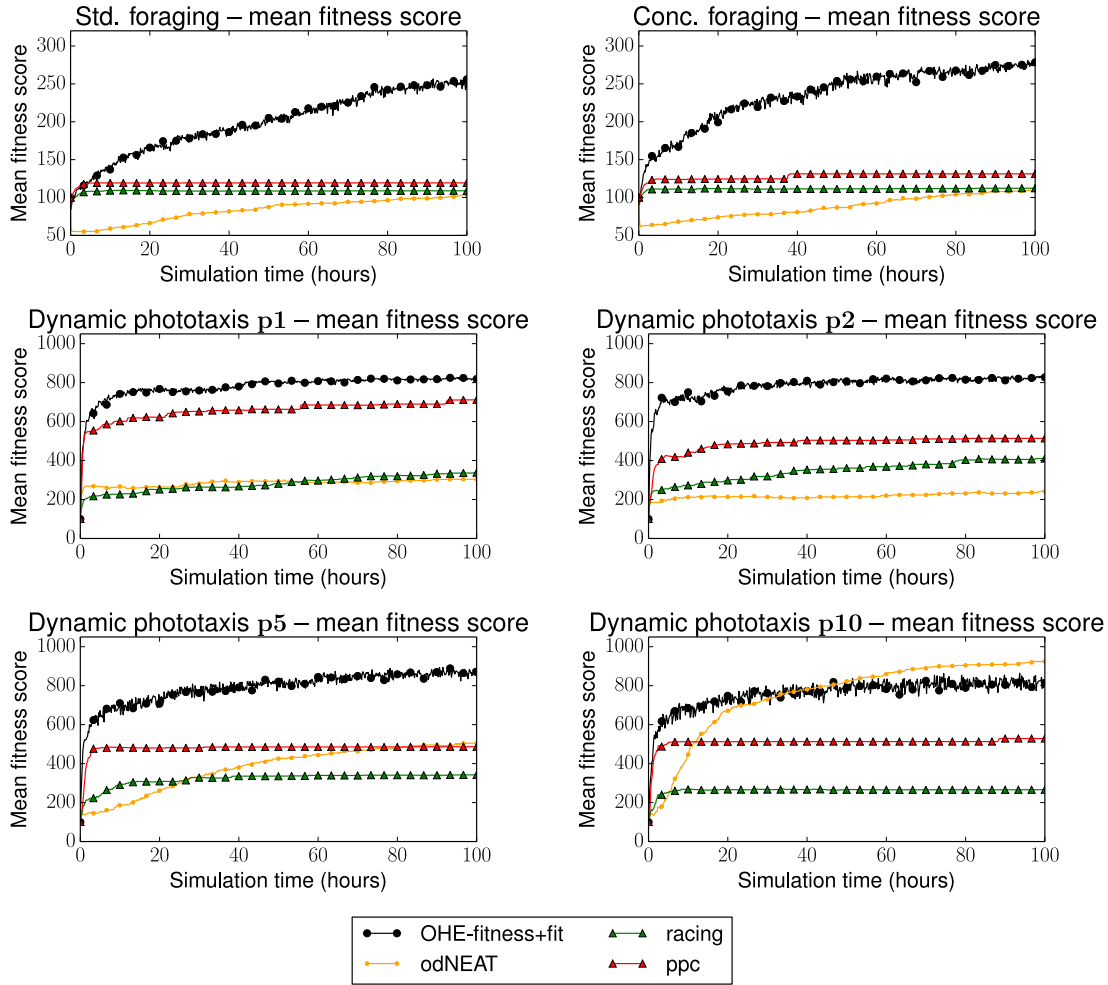 Std. foraging – mean fitness score
Mean fitness score
300
250
200
150
100
50
0 20 40 60 80 100
Simulation time (hours)
Conc. foraging – mean fitness score
Mean fitness score
300
250
200
150
100
50
0 20 40 60 80 100
Simulation time (hours)
Dynamic phototaxis p1 – mean fitness score
Mean fitness score
1000
800
600
400
200
0
0 20 40 60 80 100
Simulation time (hours)
Dynamic phototaxis p2 – mean fitness score
Mean fitness score
1000
800
600
400
200
0
0 20 40 60 80 100
Simulation time (hours)
Dynamic phototaxis p5 – mean fitness score
Mean fitness score
1000
800
600
400
200
0
0 20 40 60 80 100
Simulation time (hours)
Dynamic phototaxis p10 – mean fitness score
Mean fitness score
1000
800
600
400
200
0
0 20 40 60 80 100
Simulation time (hours)
OHE-fitness+fit
odNEAT
racing
ppc